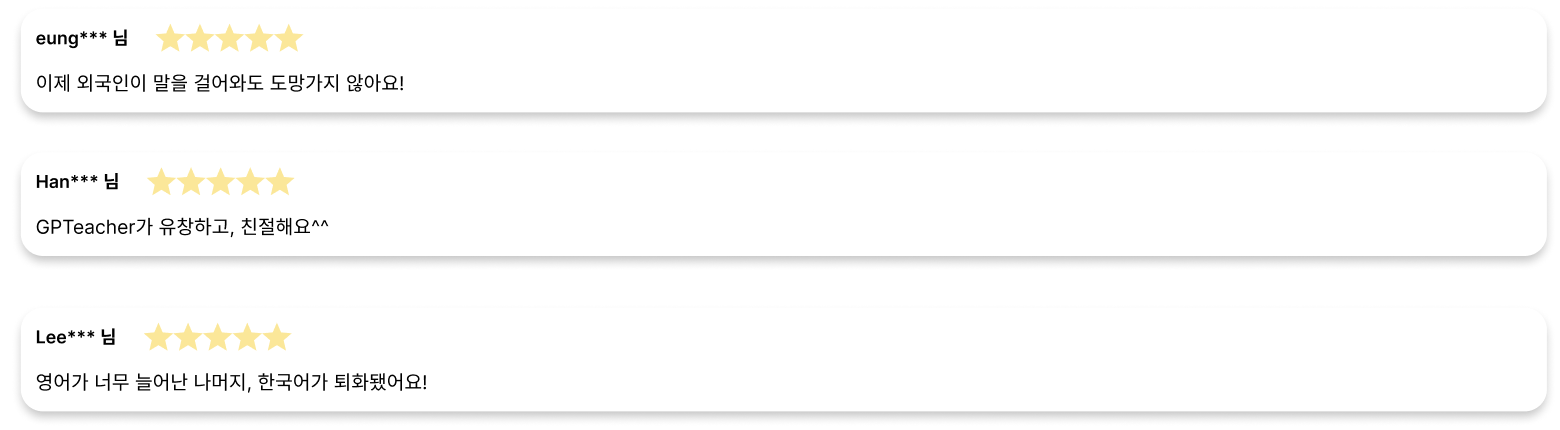 eung*** 님
이제 외국인이 말을 걸어와도 도망가지 않아요!
Han*** 님
GPTeacher가 유창하고, 친절해요^^
Lee*** 님
영어가 너무 늘어난 나머지, 한국어가 퇴화됐어요!